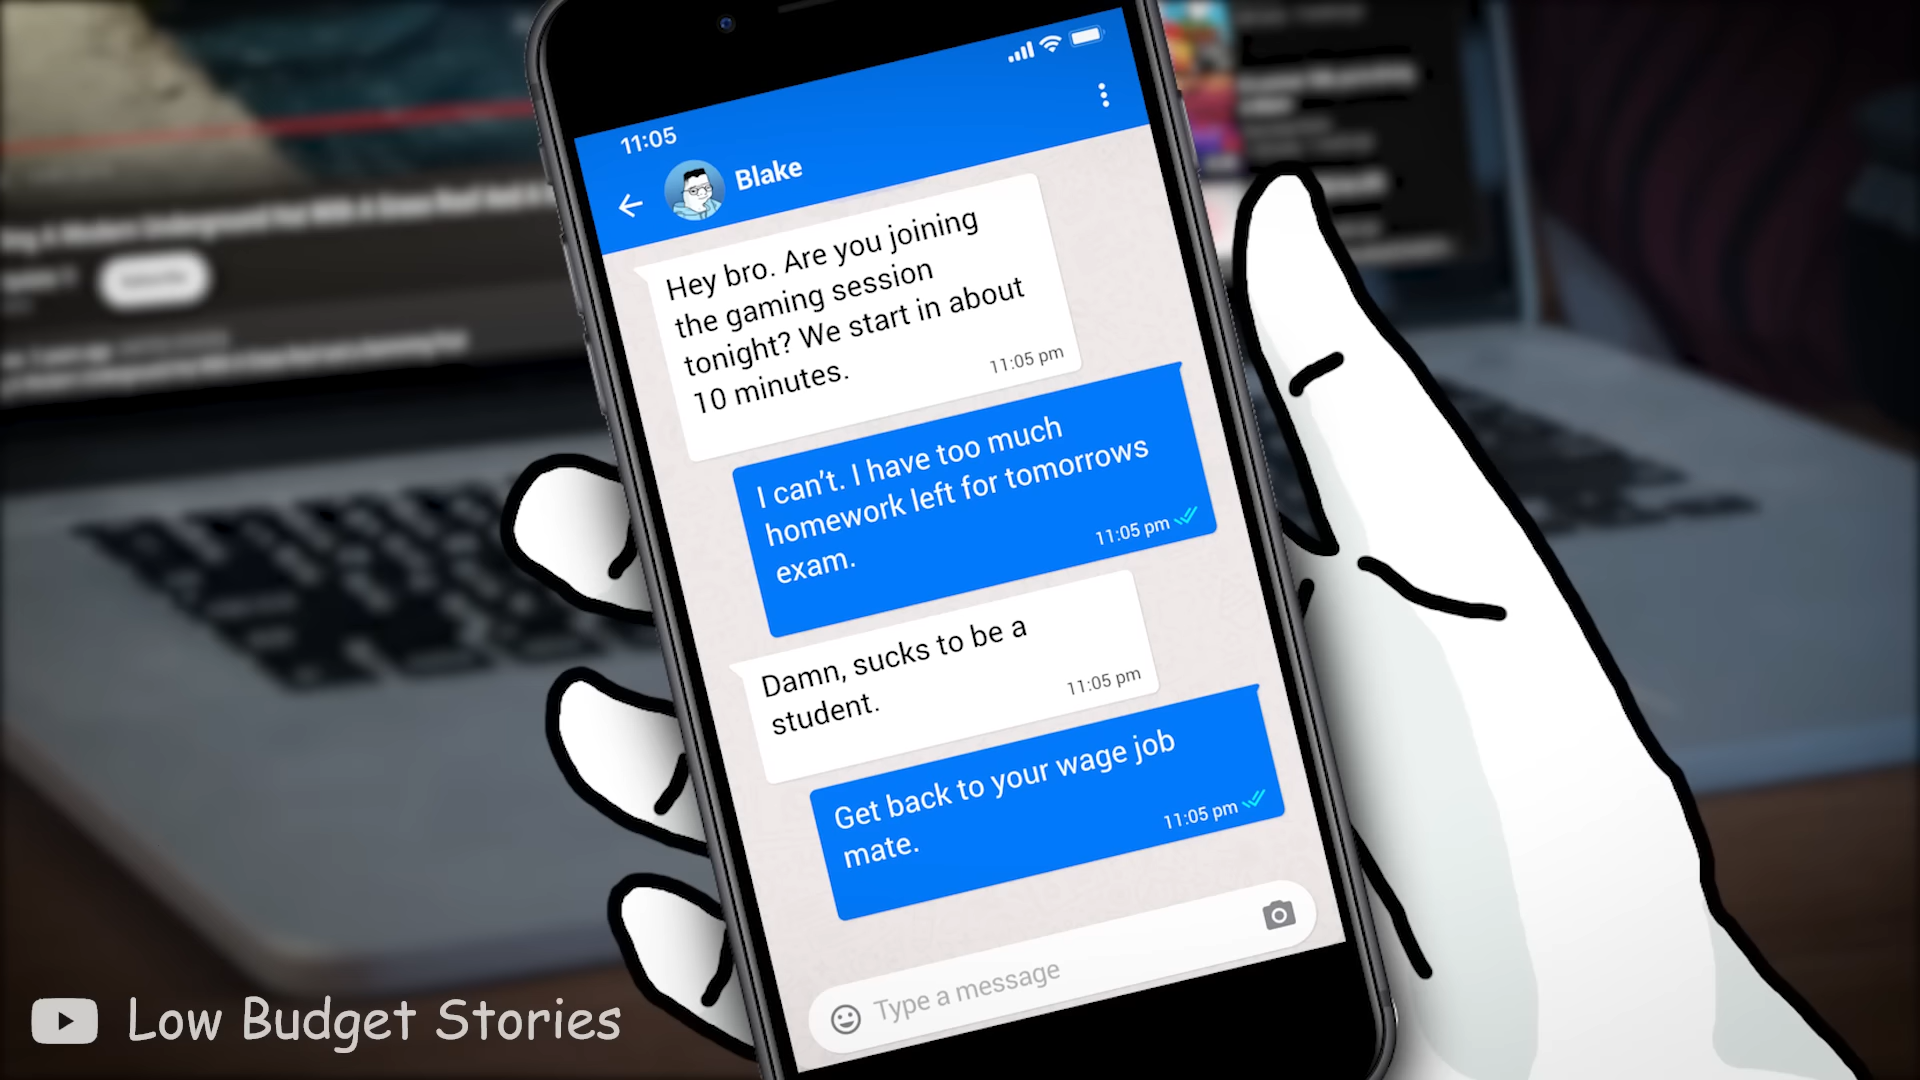 11:05
Blake
Hey bro. Are you joining
the gaming session
tonight? We start in about
10 minutes.
11:05 pm
I can't. I have too much
homework left for tomorrows
exam.
11:05 pm
Damn, sucks to be a
student.
11:05 pm
Get back to your wage job
mate.
11:05 pm
Type a message
Low Budget Stories